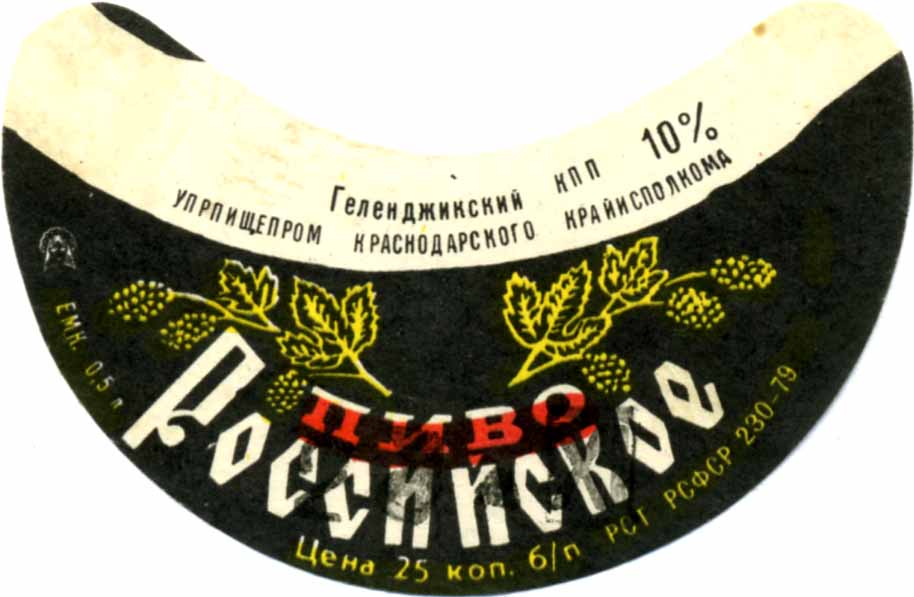 Геленджикский КПП 10%
УПРПИЩЕПРОМ КРАСНОДАРСКОГО КРАЙИСПОЛКОМА
ЕМК. 0,5 л
ПИВО
Российское
Цена 25 коп. б/п РСТ РСФСР 230-79